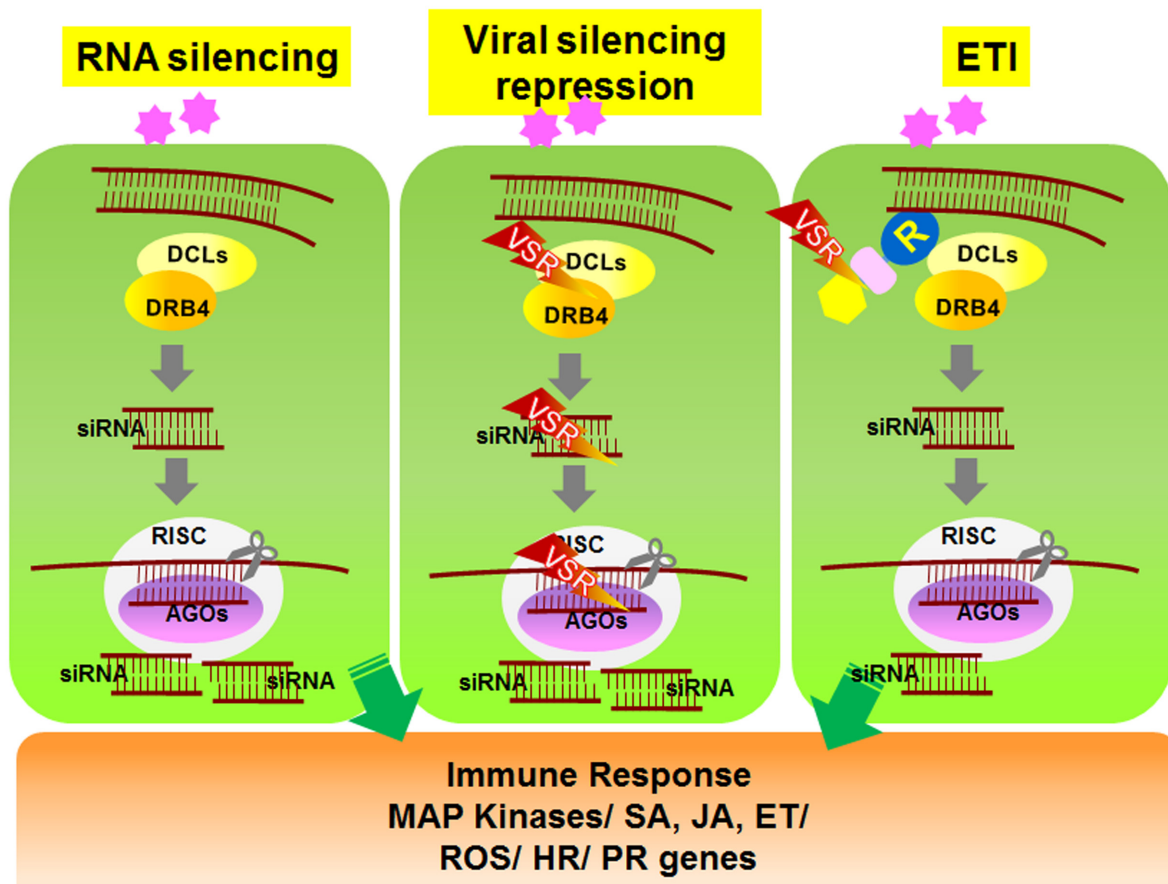 RNA silencing
Viral silencing
repression
ETI
DCLs
DRB4
siRNA
RISC
AGOs
siRNA
siRNA
VSR
DCLs
DRB4
VSR
siRNA
RISC
VSR
AGOs
siRNA
siRNA
VSR
R
DCLs
DRB4
siRNA
RISC
AGOs
siRNA
Immune Response
MAP Kinases/ SA, JA, ET/
ROS/ HR/ PR genes